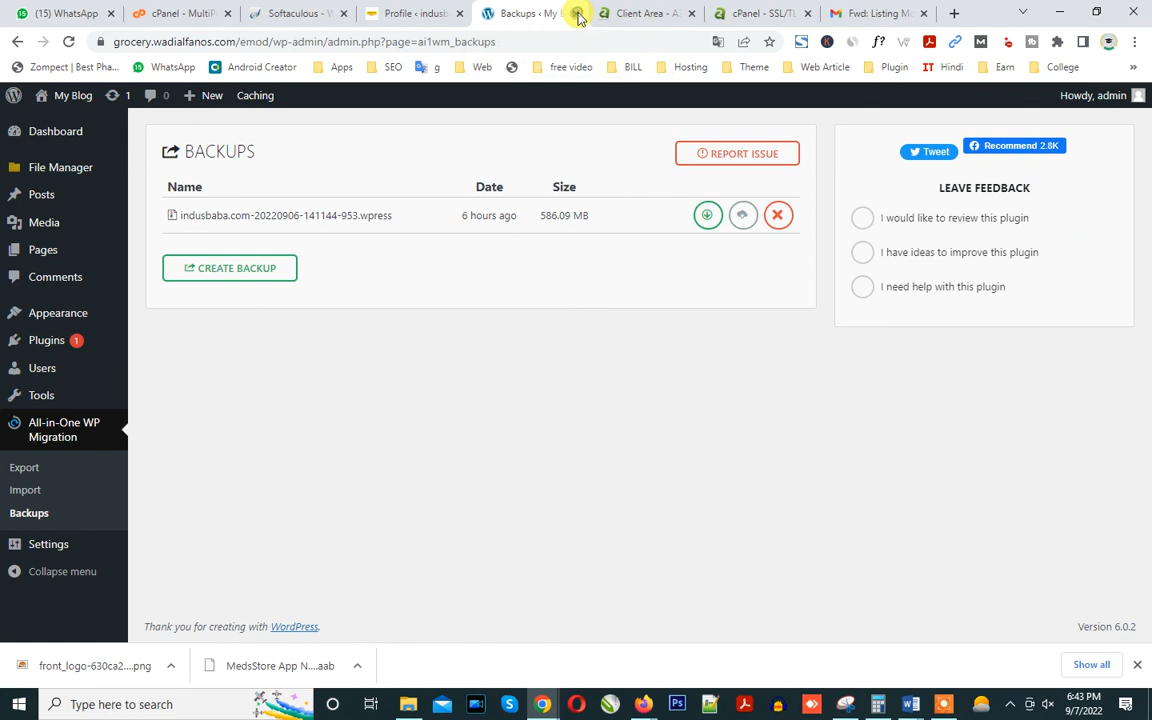 (15) WhatsApp
cPanel - MultiP
Softaculous - W
Profile ‹ indusb
Backups ‹ My
Client Area - A2
cPanel - SSL/TL
Fwd: Listing Mo
grocery.wadialfanos.com/emod/wp-admin/admin.php?page=ai1wm_backups
Zompect | Best Pha...
WhatsApp
Android Creator
Apps
SEO
g
Web
free video
BILL
Hosting
Theme
Web Article
Plugin
IT Hindi
Earn
College
»
My Blog
1
0
New
Caching
Howdy, admin
Dashboard
File Manager
Posts
Media
Pages
Comments
Appearance
Plugins 1
Users
Tools
All-in-One WP
Migration
Export
Import
Backups
Settings
Collapse menu
BACKUPS
REPORT ISSUE
Name Date Size
indusbaba.com-20220906-141144-953.wpress 6 hours ago 586.09 MB
CREATE BACKUP
Tweet
Recommend 2.8K
LEAVE FEEDBACK
I would like to review this plugin
I have ideas to improve this plugin
I need help with this plugin
Thank you for creating with WordPress.
Version 6.0.2
front_logo-630ca2....png
MedsStore App N....aab
Show all
Type here to search
6:43 PM
9/7/2022